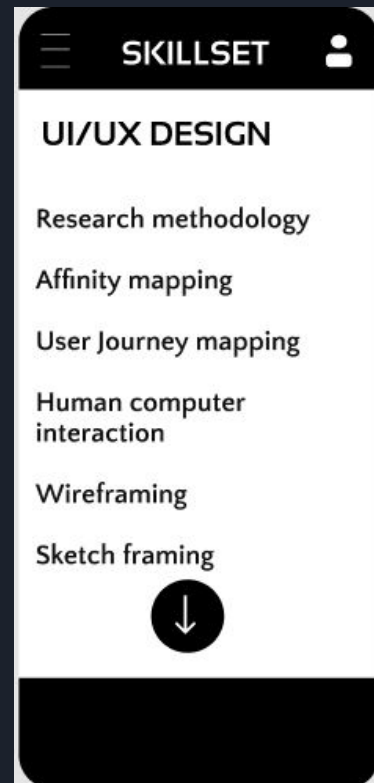 SKILLSET
UI/UX DESIGN
Research methodology
Affinity mapping
User Journey mapping
Human computer
interaction
Wireframing
Sketch framing